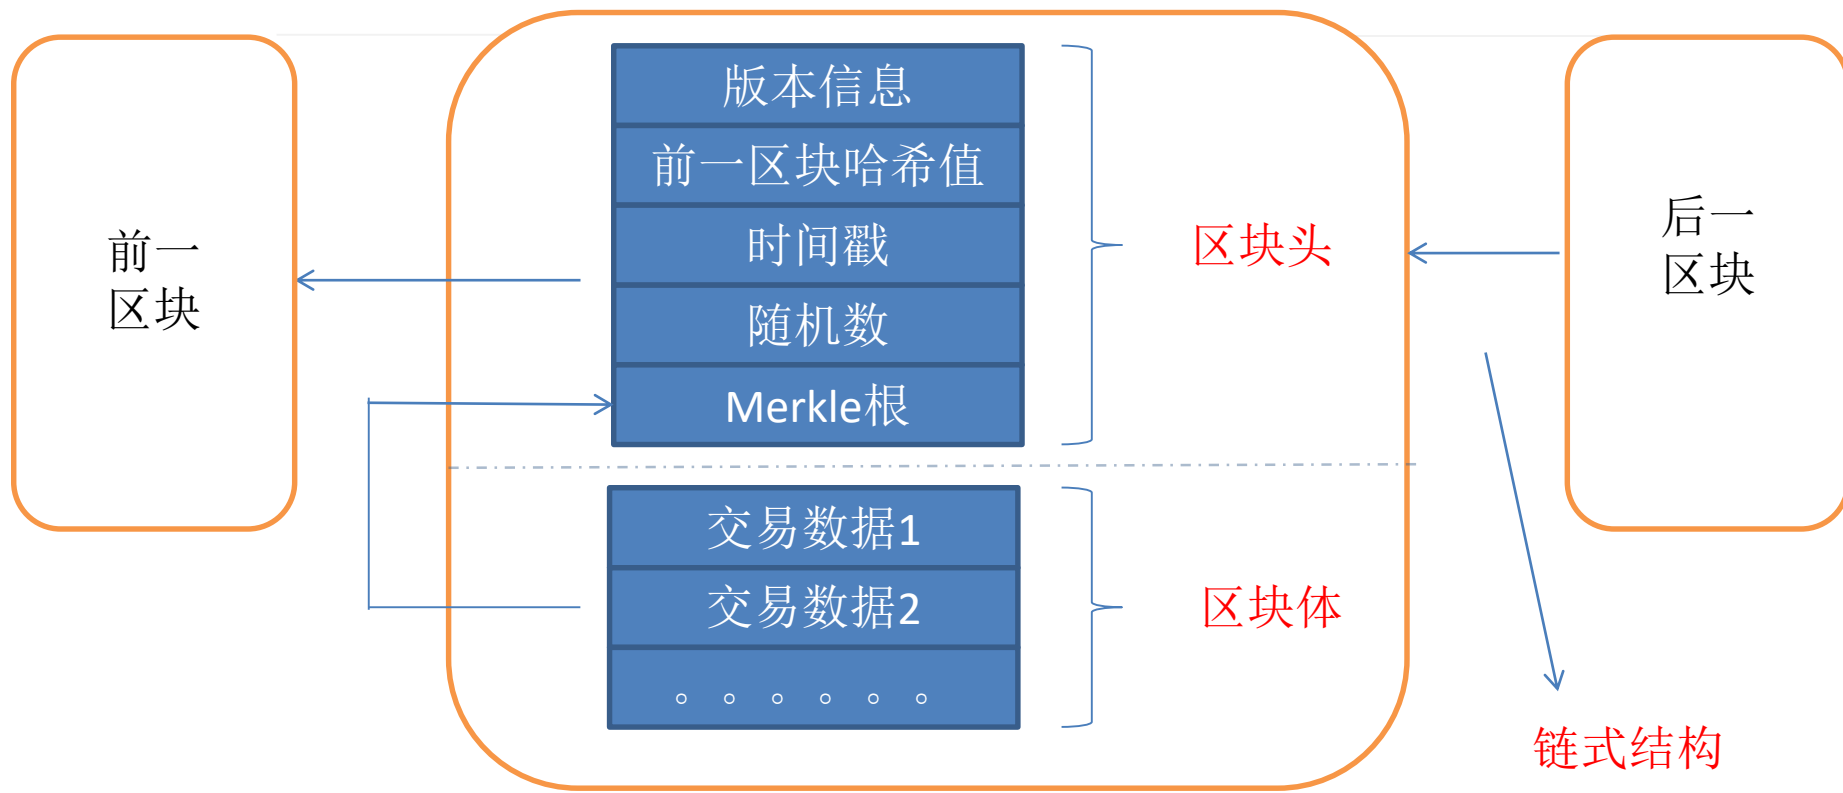 前一
区块
版本信息
前一区块哈希值
时间戳
随机数
Merkle根
区块头
交易数据1
交易数据2
。。。。。。
区块体
后一
区块
链式结构